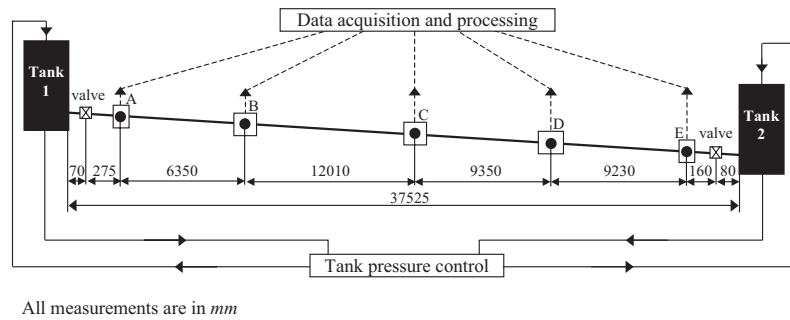 Data acquisition and processing
Tank 1
valve
A
B
C
D
E
valve
Tank 2
70
275
6350
12010
9350
9230
160
80
37525
Tank pressure control
All measurements are in mm